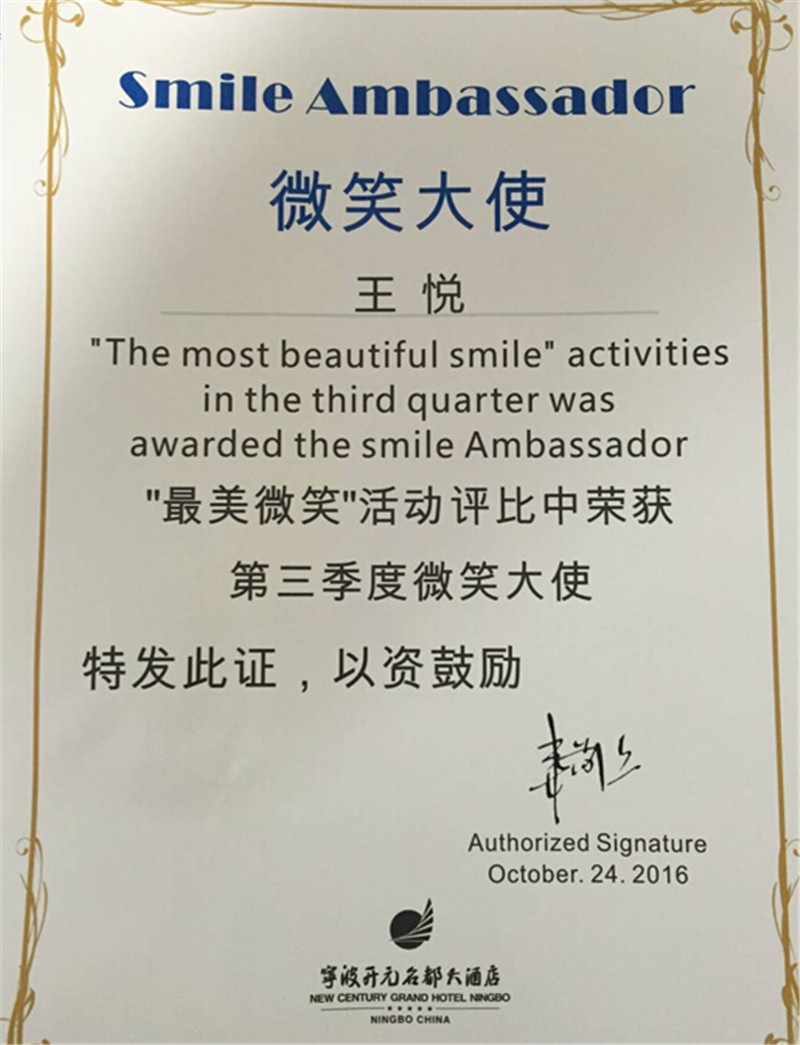 Smile Ambassador
微笑大使
王 悦
"The most beautiful smile" activities
in the third quarter was
awarded the smile Ambassador
"最美微笑"活动评比中荣获
第三季度微笑大使
特发此证，以资鼓励
Authorized Signature
October. 24. 2016
宁波开元名都大酒店
NEW CENTURY GRAND HOTEL NINGBO
NINGBO CHINA